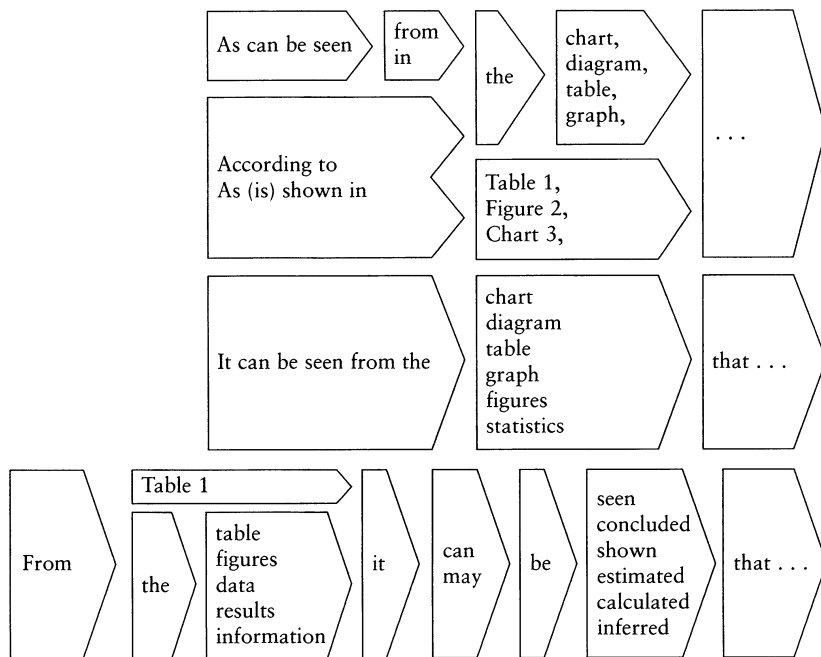 As can be seen
from
in
the
chart,
diagram,
table,
graph,
. . .
According to
As (is) shown in
Table 1,
Figure 2,
Chart 3,
It can be seen from the
chart
diagram
table
graph
figures
statistics
that . . .
From
Table 1
the
table
figures
data
results
information
it
can
may
be
seen
concluded
shown
estimated
calculated
inferred
that . . .